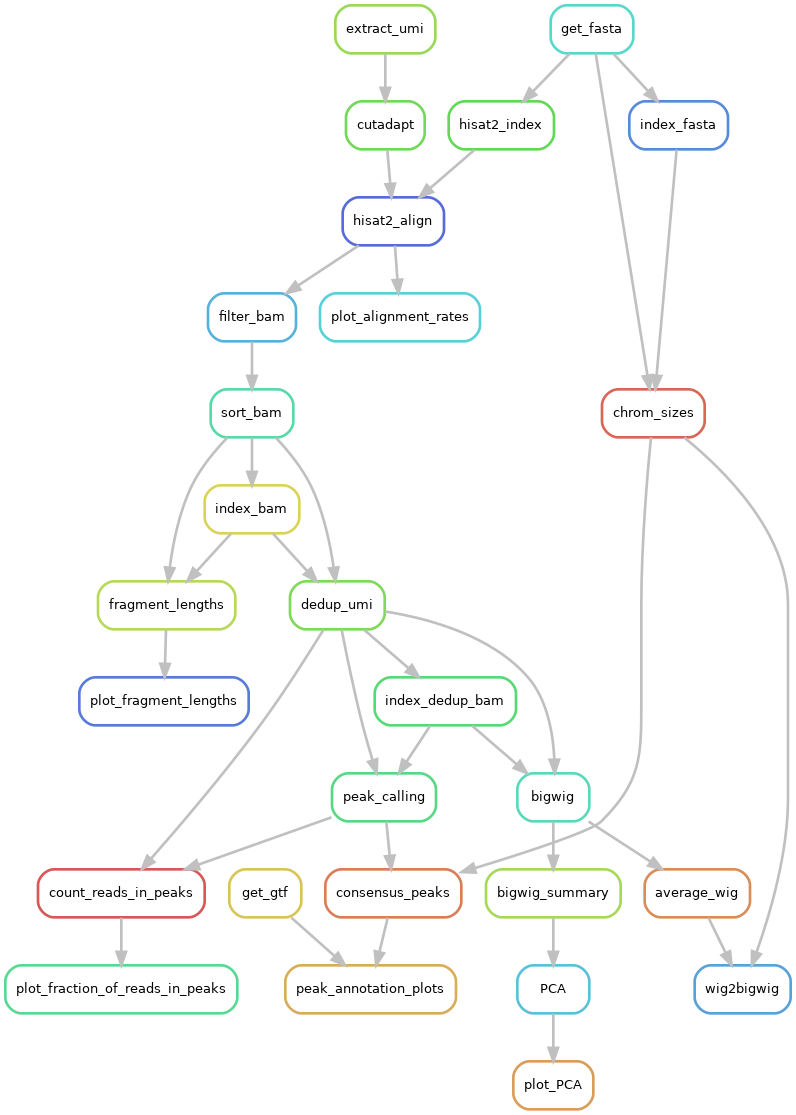 extract_umi
get_fasta
cutadapt
hisat2_index
index_fasta
hisat2_align
filter_bam
plot_alignment_rates
sort_bam
chrom_sizes
index_bam
fragment_lengths
dedup_umi
plot_fragment_lengths
index_dedup_bam
peak_calling
bigwig
count_reads_in_peaks
get_gtf
consensus_peaks
bigwig_summary
average_wig
plot_fraction_of_reads_in_peaks
peak_annotation_plots
PCA
wig2bigwig
plot_PCA